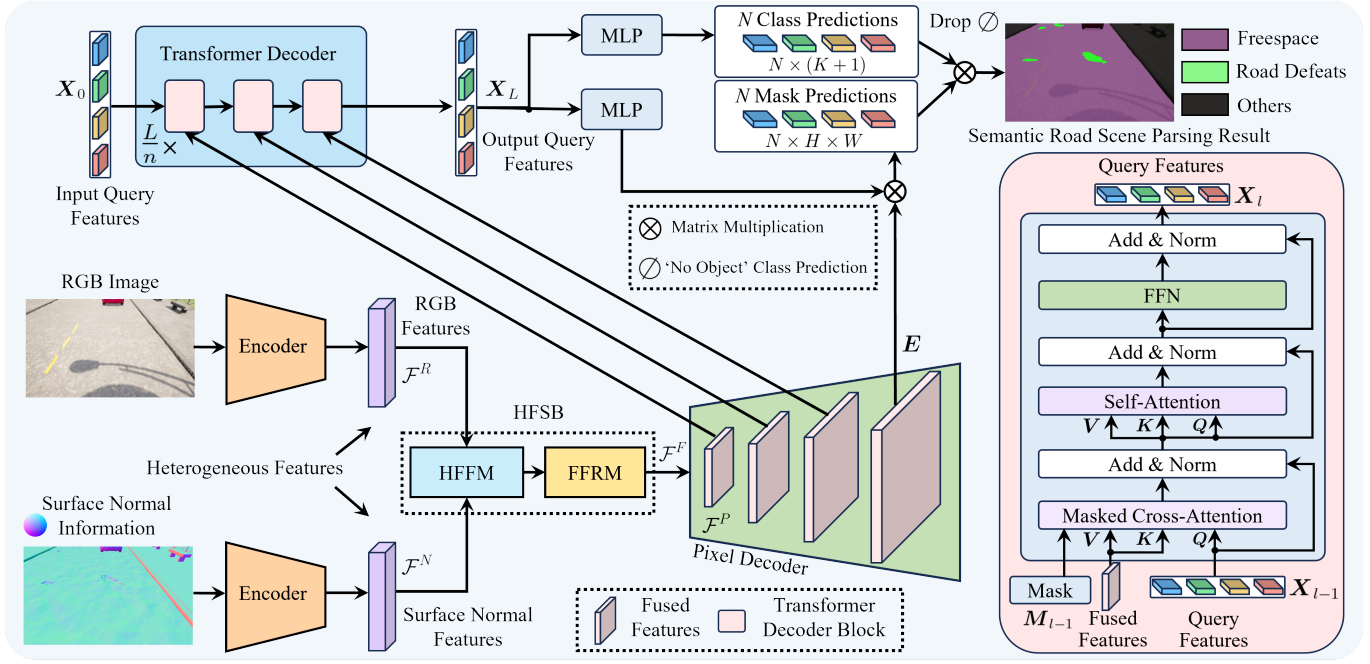 Transformer Decoder
X₀
L/n ×
Input Query
Features
X_L
Output Query
Features
MLP
MLP
N Class Predictions
N × (K + 1)
N Mask Predictions
N × H × W
Drop ∅
Freespace
Road Defeats
Others
Semantic Road Scene Parsing Result
⊗ Matrix Multiplication
∅ ‘No Object’ Class Prediction
RGB Image
Encoder
RGB
Features
F^R
Heterogeneous Features
Surface Normal
Information
Encoder
F^N
Surface Normal
Features
HFSB
HFFM
FFRM
F^F
F^P
Pixel Decoder
E
Fused
Features
Transformer
Decoder Block
Query Features
X_l
Add & Norm
FFN
Add & Norm
Self-Attention
V K Q
Add & Norm
Masked Cross-Attention
V K Q
Mask
M_{l−1}
Fused
Features
Query
Features
X_{l−1}